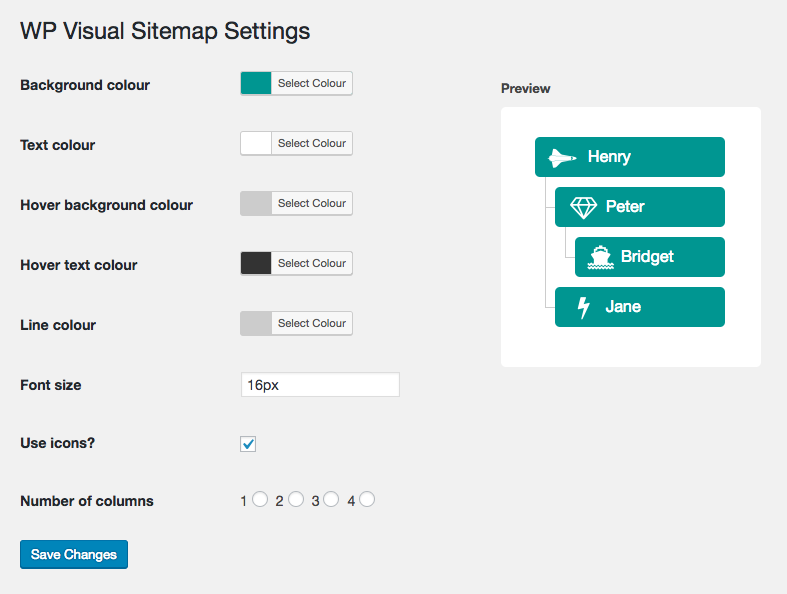 WP Visual Sitemap Settings
Background colour
Select Colour
Text colour
Select Colour
Hover background colour
Select Colour
Hover text colour
Select Colour
Line colour
Select Colour
Font size
16px
Use icons?
Number of columns
1 2 3 4
Save Changes
Preview
Henry
Peter
Bridget
Jane